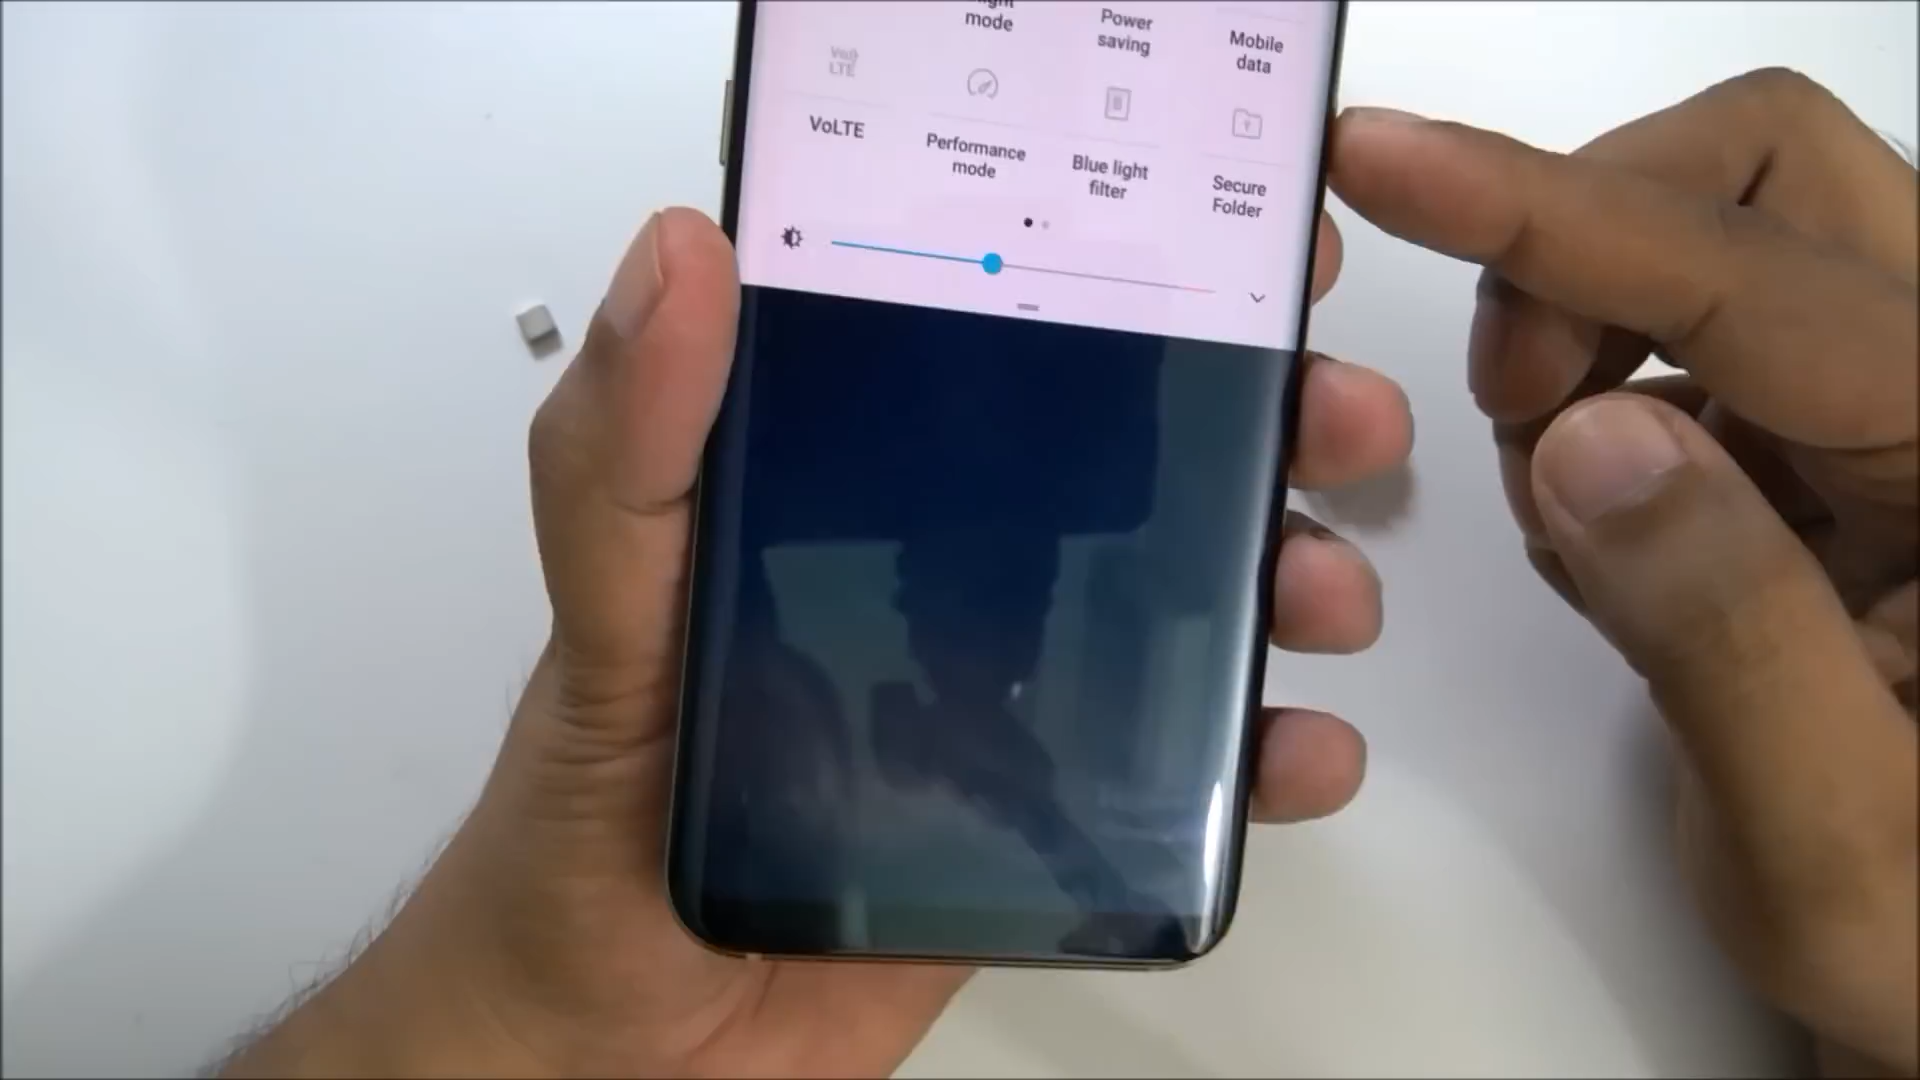 mode
Power
saving
Mobile
data
VoLTE
Performance
mode
Blue light
filter
Secure
Folder